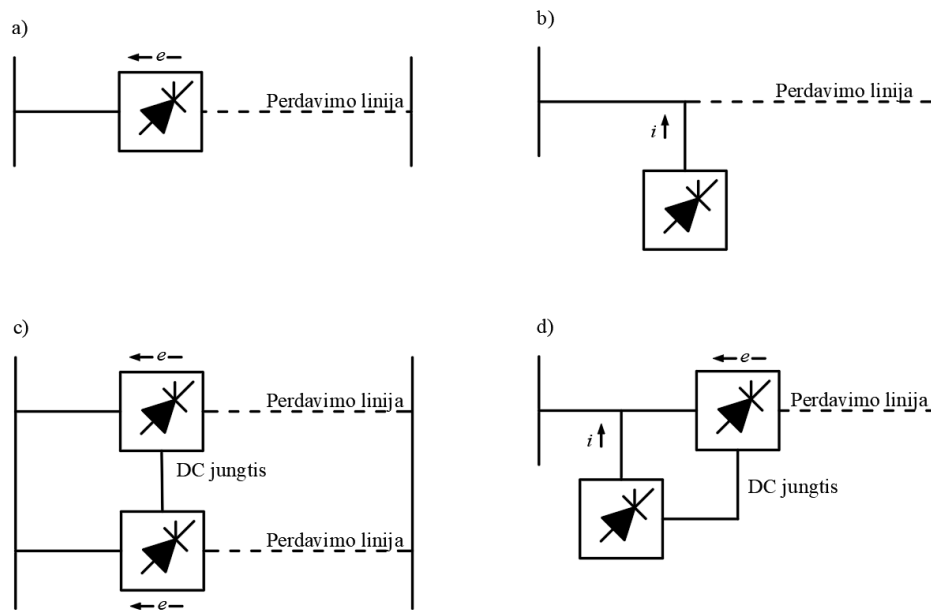 a)
e
Perdavimo linija
b)
Perdavimo linija
i
c)
e
Perdavimo linija
DC jungtis
Perdavimo linija
e
d)
e
Perdavimo linija
i
DC jungtis